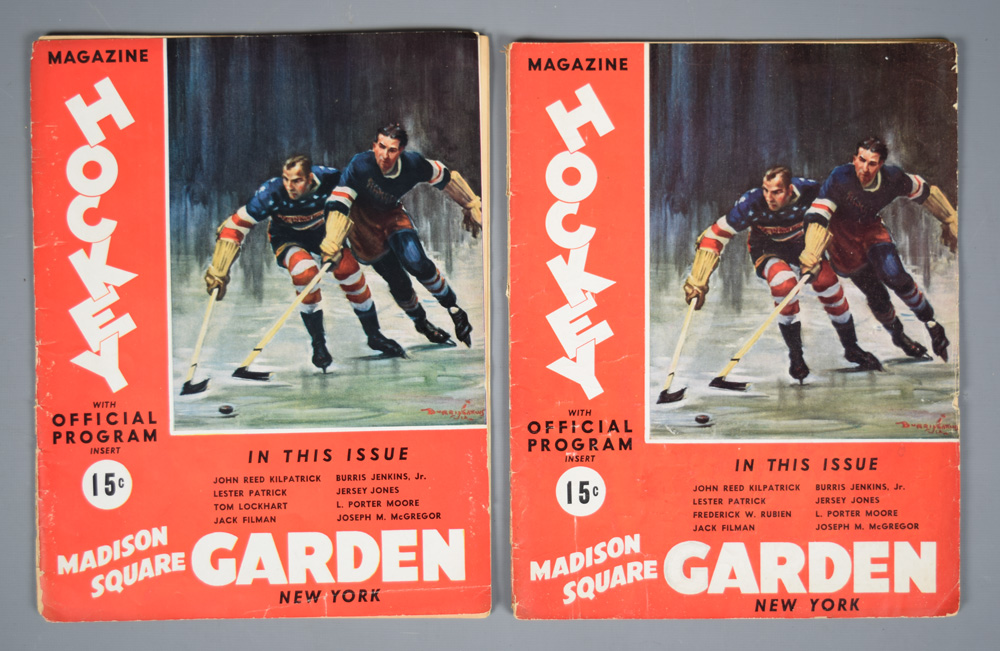 MAGAZINE
HOCKEY
WITH
OFFICIAL
PROGRAM
INSERT
15¢
IN THIS ISSUE
JOHN REED KILPATRICK BURRIS JENKINS, Jr.
LESTER PATRICK JERSEY JONES
TOM LOCKHART L. PORTER MOORE
JACK FILMAN JOSEPH M. McGREGOR
MADISON
SQUARE GARDEN
NEW YORK
MAGAZINE
HOCKEY
WITH
OFFICIAL
PROGRAM
INSERT
15¢
IN THIS ISSUE
JOHN REED KILPATRICK BURRIS JENKINS, Jr.
LESTER PATRICK JERSEY JONES
FREDERICK W. RUBIEN L. PORTER MOORE
JACK FILMAN JOSEPH M. McGREGOR
MADISON
SQUARE GARDEN
NEW YORK